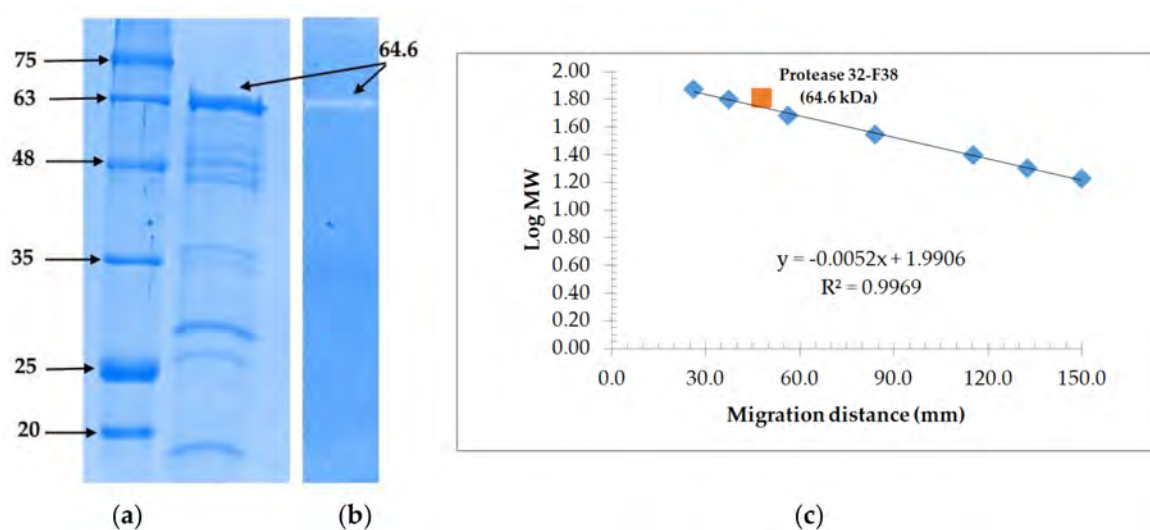 75
63
48
35
25
20
64.6
(a)
(b)
Log MW
2.00
1.80
1.60
1.40
1.20
1.00
0.80
0.60
0.40
0.20
0.00
Protease 32-F38
(64.6 kDa)
y = -0.0052x + 1.9906
R² = 0.9969
0.0 30.0 60.0 90.0 120.0 150.0
Migration distance (mm)
(c)